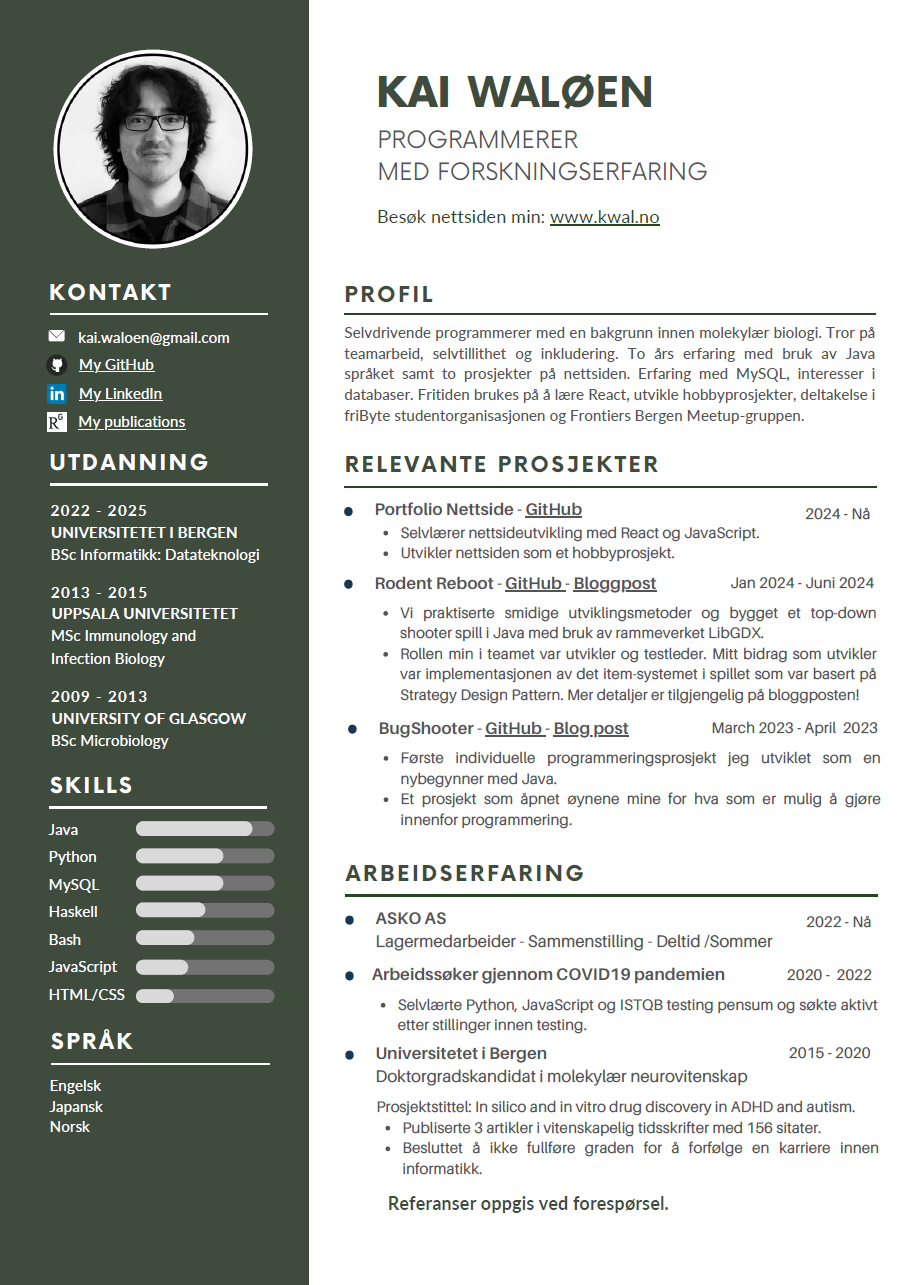 KAI WALØEN
PROGRAMMERER
MED FORSKNINGSERFARING
Besøk nettsiden min: www.kwal.no
KONTAKT
kai.waloen@gmail.com
My GitHub
in My LinkedIn
RG My publications
UTDANNING
2022 - 2025
UNIVERSITETET I BERGEN
BSc Informatikk: Datateknologi
2013 - 2015
UPPSALA UNIVERSITETET
MSc Immunology and
Infection Biology
2009 - 2013
UNIVERSITY OF GLASGOW
BSc Microbiology
SKILLS
Java
Python
MySQL
Haskell
Bash
JavaScript
HTML/CSS
SPRÅK
Engelsk
Japansk
Norsk
PROFIL
Selvdrivende programmerer med en bakgrunn innen molekylær biologi. Tror på
teamarbeid, selvtillithet og inkludering. To års erfaring med bruk av Java
språket samt to prosjekter på nettsiden. Erfaring med MySQL, interesser i
databaser. Fritiden brukes på å lære React, utvikle hobbyprosjekter, deltakelse i
friByte studentorganisasjonen og Frontiers Bergen Meetup-gruppen.
RELEVANTE PROSJEKTER
Portfolio Nettside - GitHub 2024 - Nå
• Selvlærer nettsideutvikling med React og JavaScript.
• Utvikler nettsiden som et hobbyprosjekt.
Rodent Reboot - GitHub - Bloggpost Jan 2024 - Juni 2024
• Vi praktiserte smidige utviklingsmetoder og bygget et top-down
shooter spill i Java med bruk av rammeverket LibGDX.
• Rollen min i teamet var utvikler og testleder. Mitt bidrag som utvikler
var implementasjonen av det item-systemet i spillet som var basert på
Strategy Design Pattern. Mer detaljer er tilgjengelig på bloggposten!
BugShooter - GitHub - Blog post March 2023 - April 2023
• Første individuelle programmeringsprosjekt jeg utviklet som en
nybegynner med Java.
• Et prosjekt som åpnet øynene mine for hva som er mulig å gjøre
innenfor programmering.
ARBEIDSERFARING
ASKO AS 2022 - Nå
Lagermedarbeider - Sammenstilling - Deltid /Sommer
Arbeidssøker gjennom COVID19 pandemien 2020 - 2022
• Selvlærte Python, JavaScript og ISTQB testing pensum og søkte aktivt
etter stillinger innen testing.
Universitetet i Bergen 2015 - 2020
Doktorgradskandidat i molekylær neurovitenskap
Prosjektstittel: In silico and in vitro drug discovery in ADHD and autism.
• Publiserte 3 artikler i vitenskapelig tidsskrifter med 156 sitater.
• Besluttet å ikke fullføre graden for å forfølge en karriere innen
informatikk.
Referanser oppgis ved forespørsel.